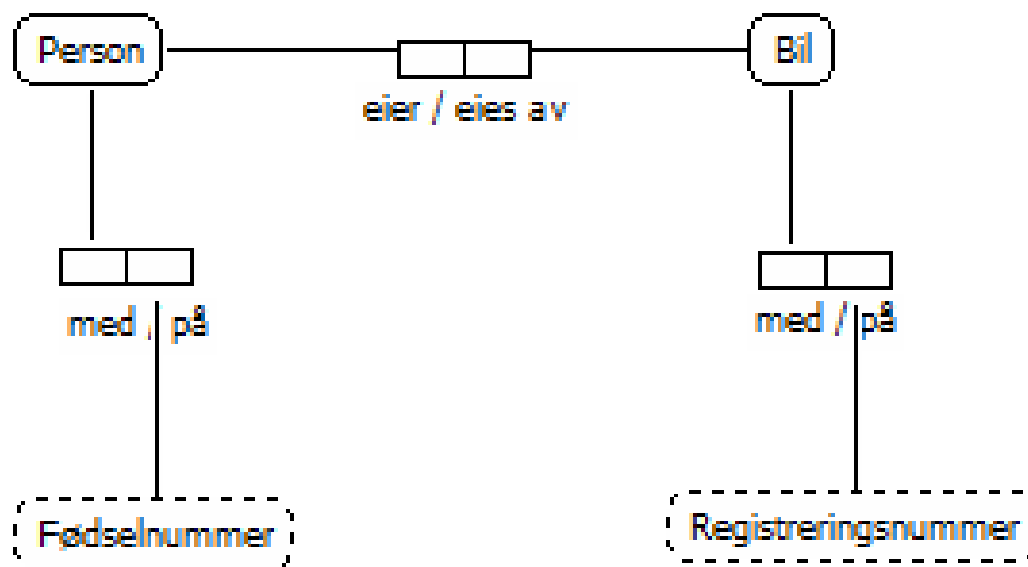 Person
Bil
eier / eies av
med / på
med / på
Fødselnummer
Registreringsnummer